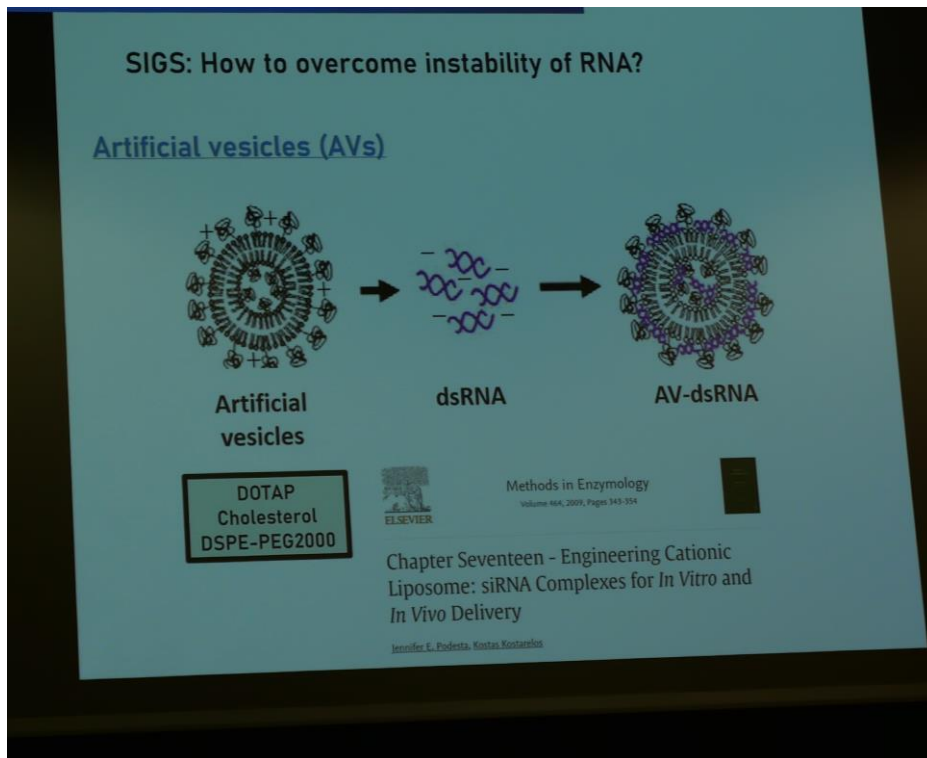 SIGS: How to overcome instability of RNA?
Artificial vesicles (AVs)
+ +
+
+
+
+
− −
− −
− −
Artificial
vesicles
dsRNA
AV-dsRNA
DOTAP
Cholesterol
DSPE-PEG2000
ELSEVIER
Methods in Enzymology
Volume 464, 2009, Pages 343-354
Chapter Seventeen - Engineering Cationic
Liposome: siRNA Complexes for In Vitro and
In Vivo Delivery
Jennifer E. Podesta, Kostas Kostarelos